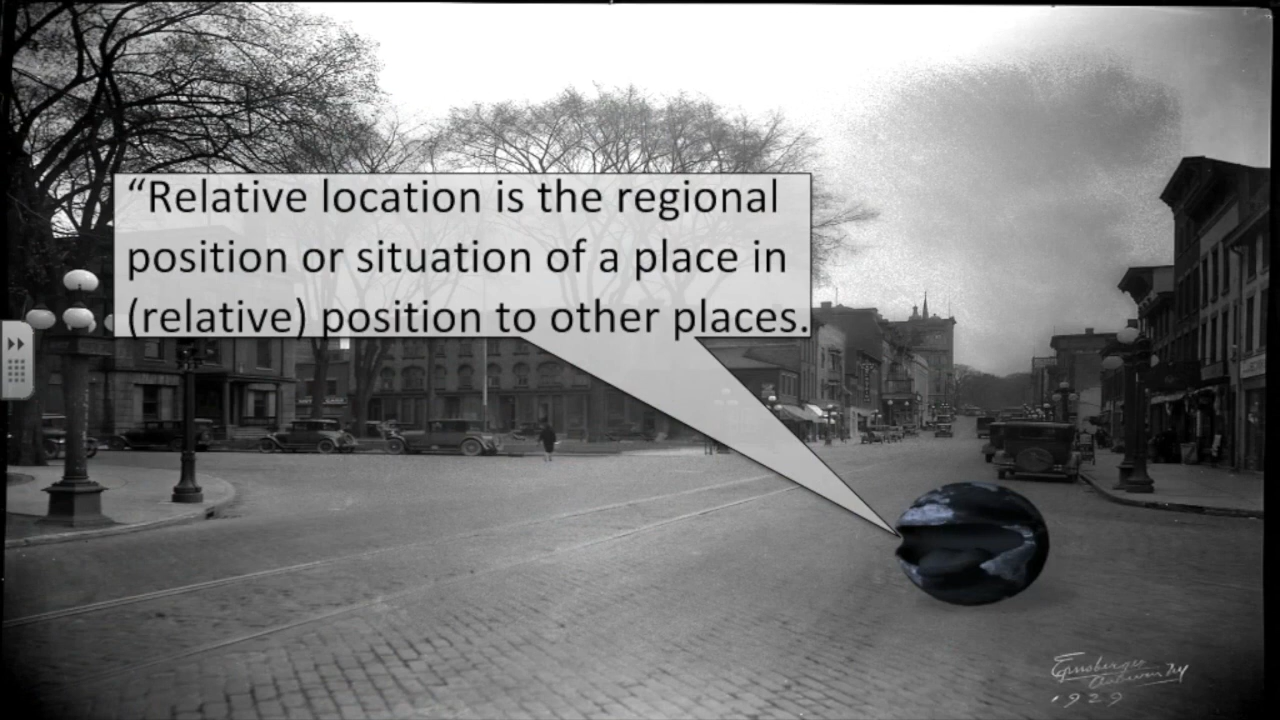 “Relative location is the regional
position or situation of a place in
(relative) position to other places.
1929